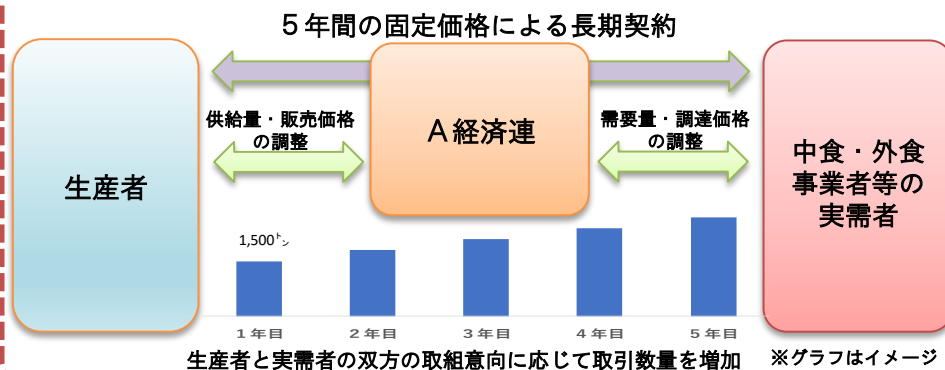 ５年間の固定価格による長期契約
供給量・販売価格
の調整
Ａ経済連
需要量・調達価格
の調整
生産者
中食・外食
事業者等の
実需者
1,500㌧
１年目
２年目
３年目
４年目
５年目
生産者と実需者の双方の取組意向に応じて取引数量を増加
※グラフはイメージ